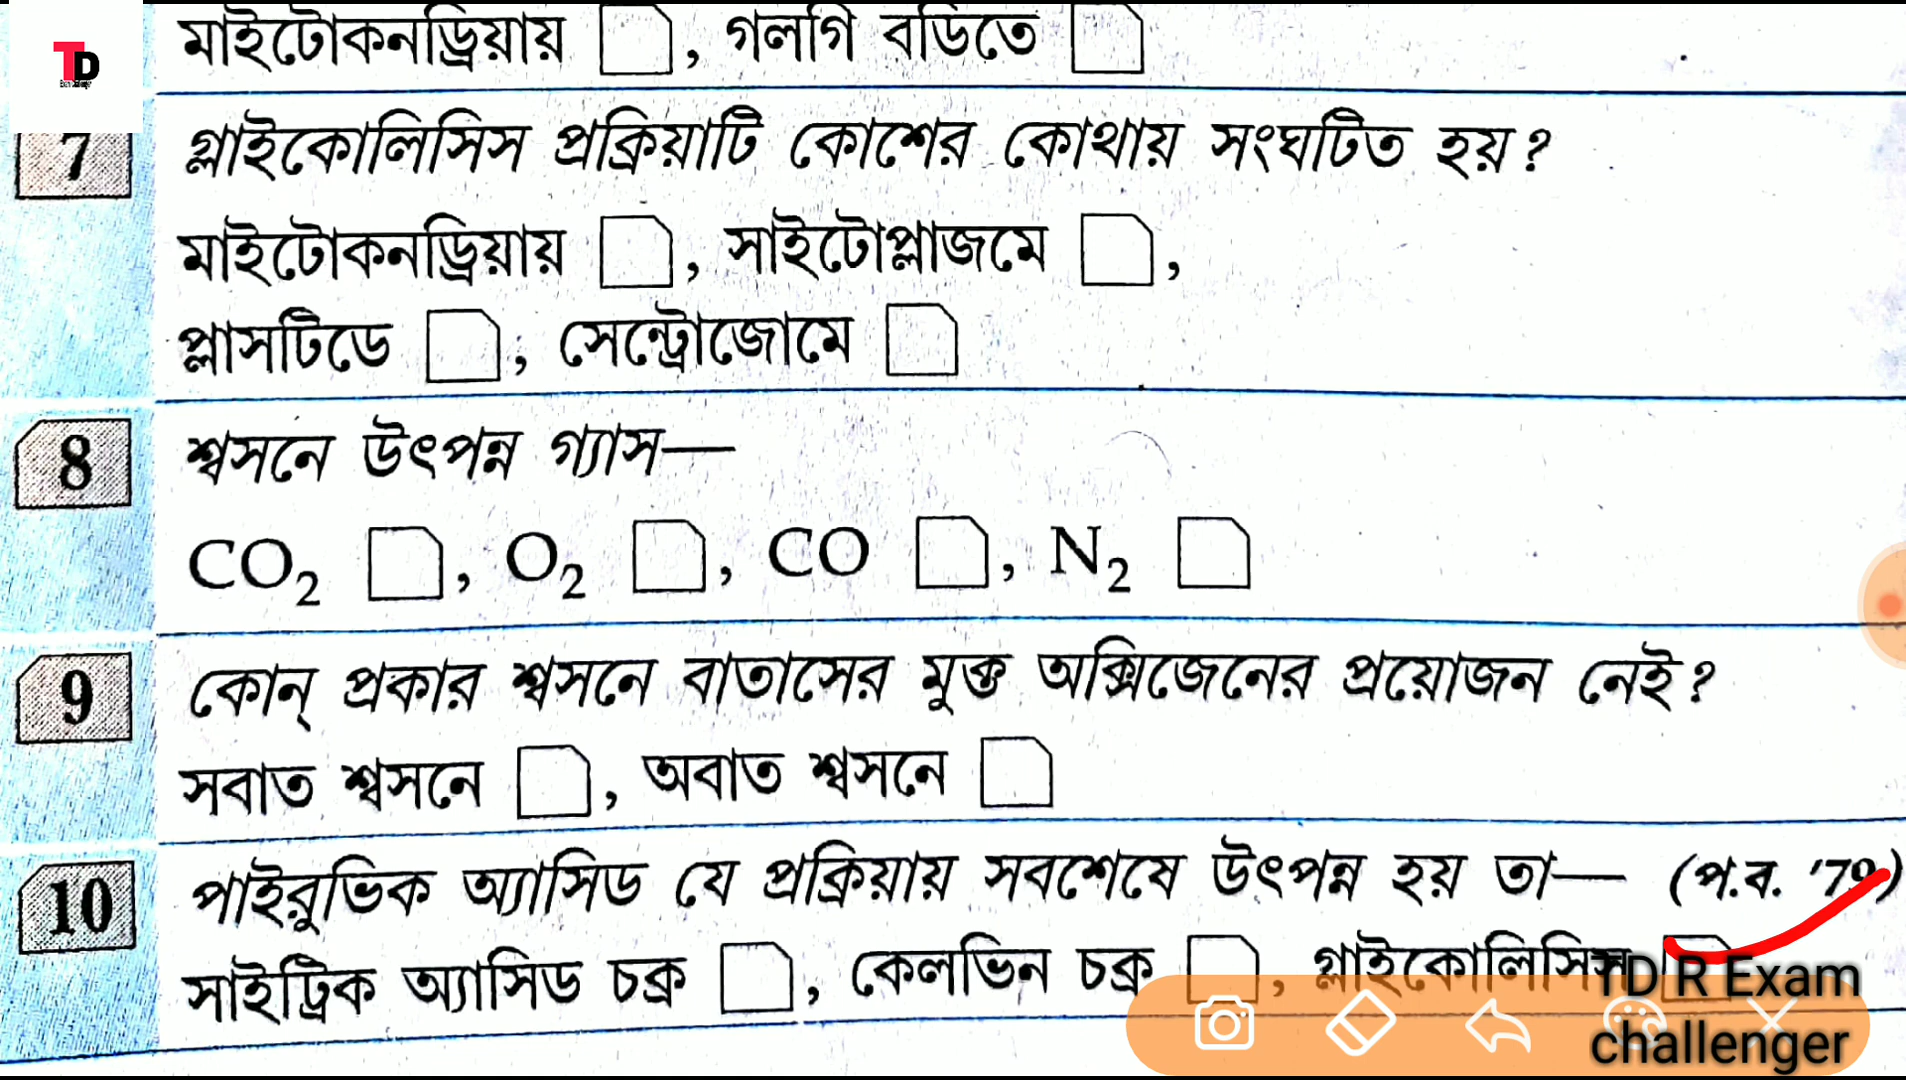 মাইটোকনড্রিয়ায় , গলগি বডিতে
TD
7 গ্লাইকোলিসিস প্রক্রিয়াটি কোশের কোথায় সংঘটিত হয়?
মাইটোকনড্রিয়ায় , সাইটোপ্লাজমে ,
প্লাসটিডে , সেন্ট্রোজোমে
8 শ্বসনে উৎপন্ন গ্যাস—
CO₂ , O₂ , CO , N₂
9 কোন্ প্রকার শ্বসনে বাতাসের মুক্ত অক্সিজেনের প্রয়োজন নেই?
সবাত শ্বসনে , অবাত শ্বসনে
10 পাইরুভিক অ্যাসিড যে প্রক্রিয়ায় সবশেষে উৎপন্ন হয় তা— (প.ব. '79)
সাইট্রিক অ্যাসিড চক্র , কেলভিন চক্র , গ্লাইকোলিসিস
TD R Exam
challenger